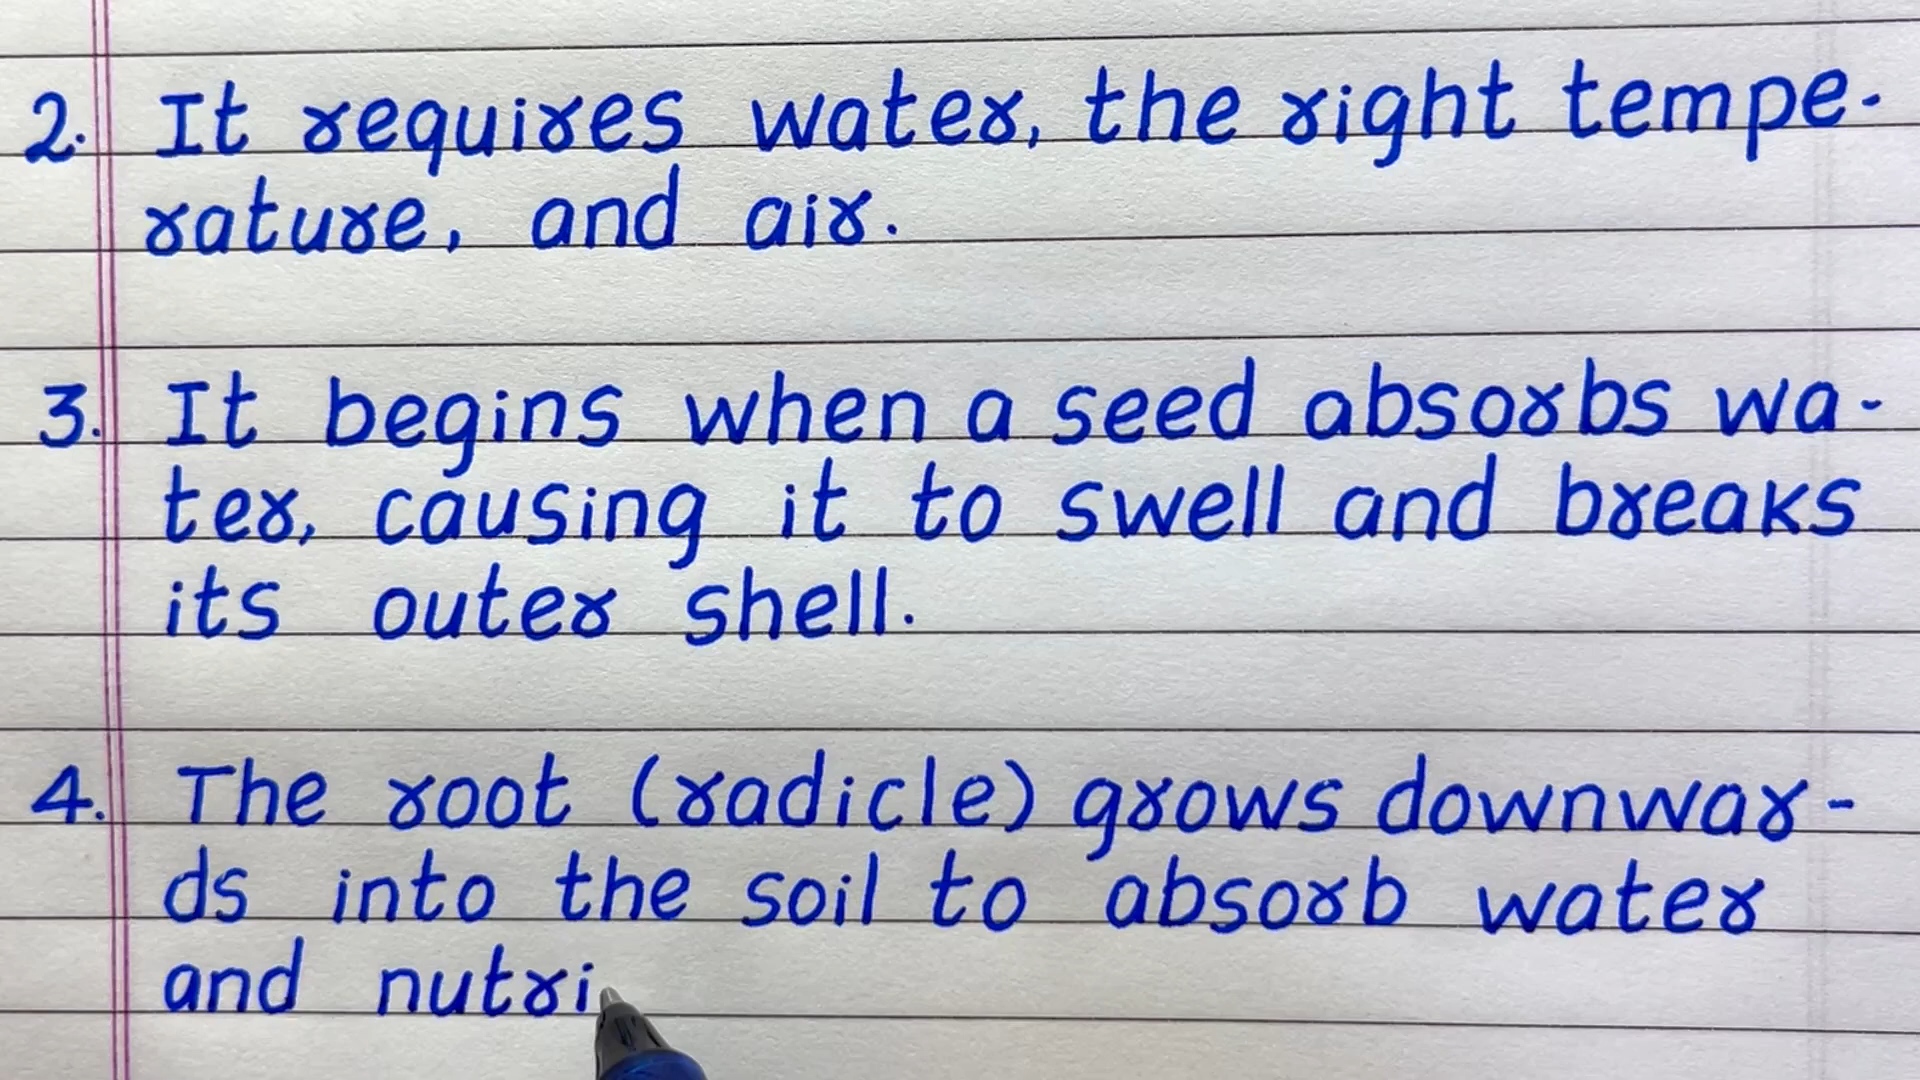 2. It requires water, the right tempe-
rature, and air.
3. It begins when a seed absorbs wa-
ter, causing it to swell and breaks
its outer shell.
4. The root (radicle) grows downwar-
ds into the soil to absorb water
and nutri